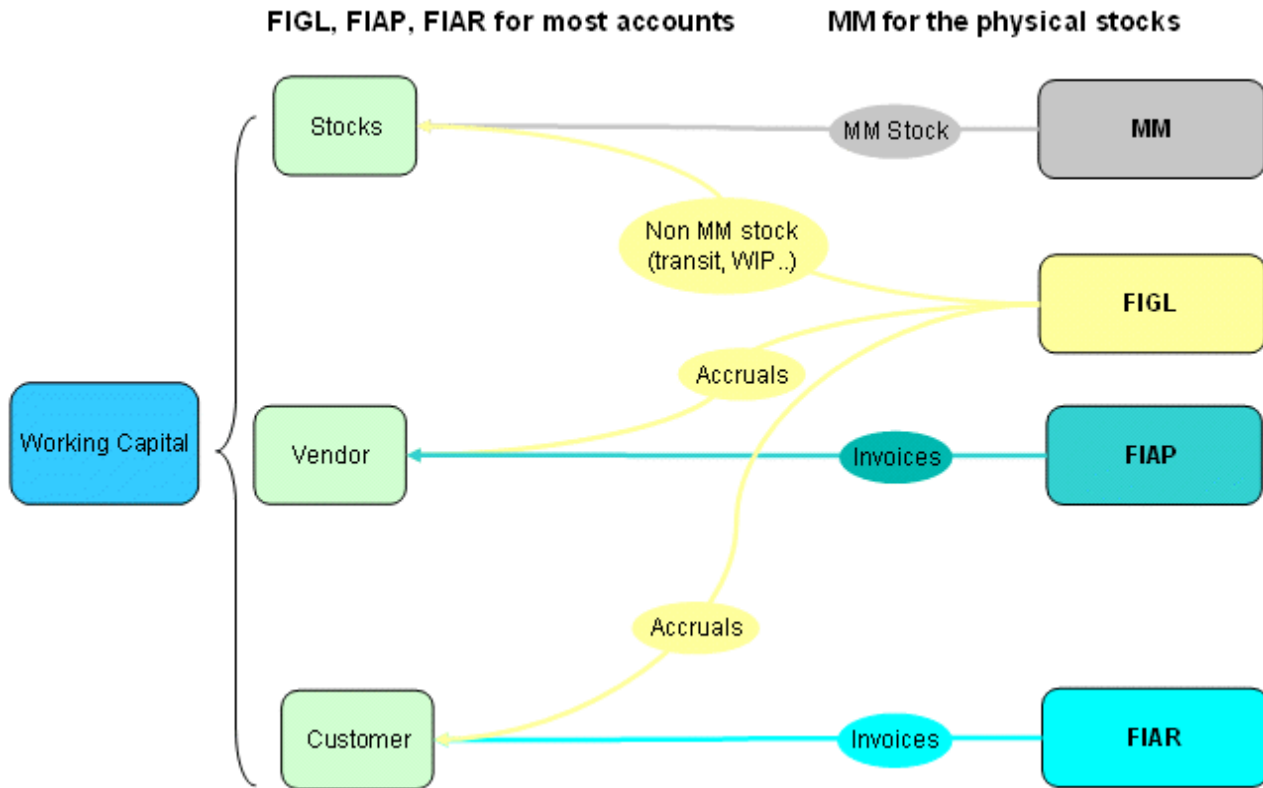 FIGL, FIAP, FIAR for most accounts
MM for the physical stocks
Stocks
MM Stock
MM
Non MM stock
(transit, WIP..)
FIGL
Accruals
Working Capital
Vendor
Invoices
FIAP
Accruals
Customer
Invoices
FIAR